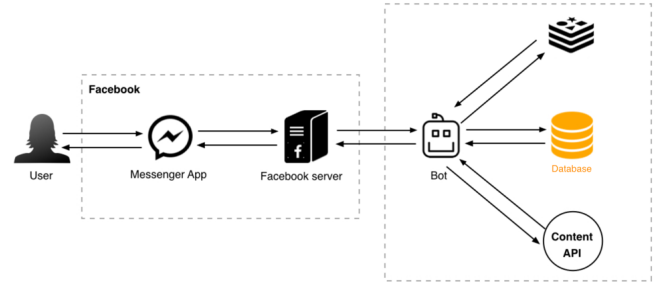 Facebook
User
Messenger App
Facebook server
f
Bot
Database
Content
API